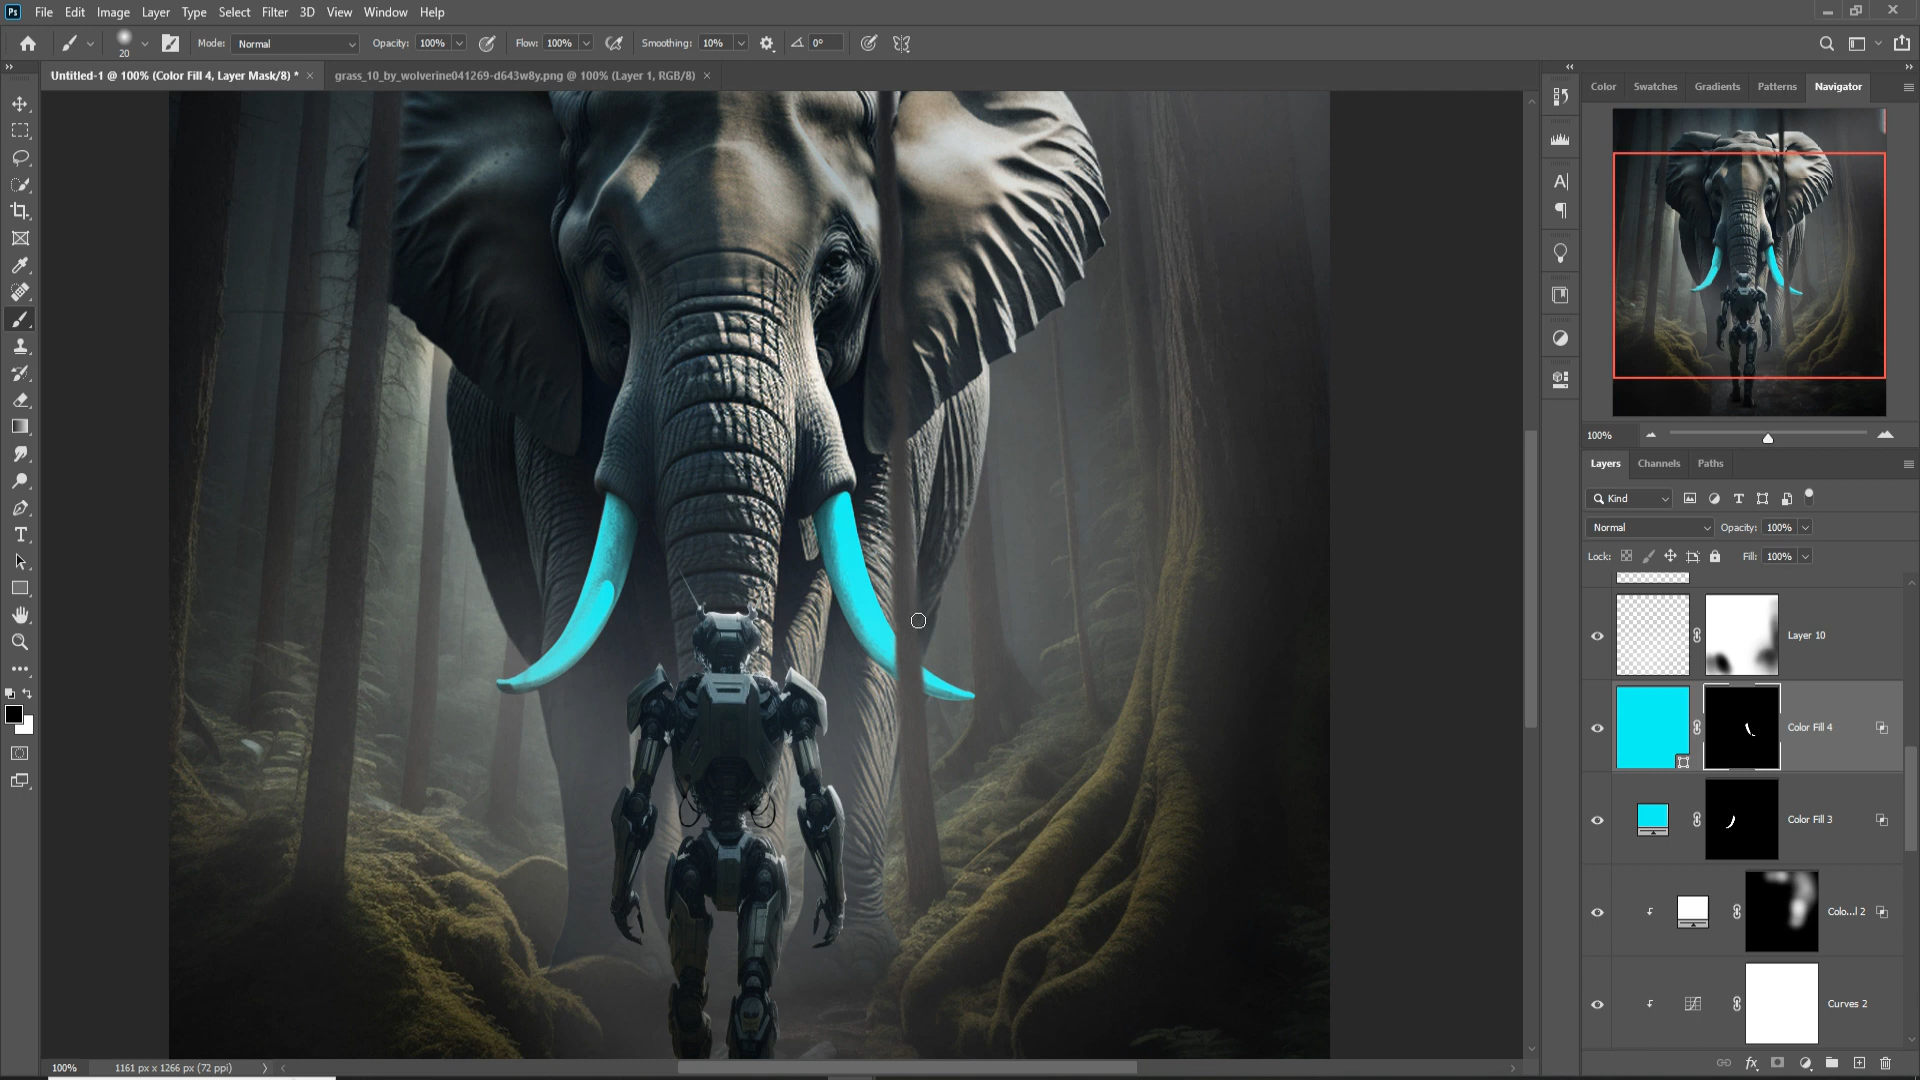 Ps File Edit Image Layer Type Select Filter 3D View Window Help
20 Mode: Normal Opacity: 100% Flow: 100% Smoothing: 10% 0°
Untitled-1 @ 100% (Color Fill 4, Layer Mask/8) * × grass_10_by_wolverine041269-d643w8y.png @ 100% (Layer 1, RGB/8) ×
Color Swatches Gradients Patterns Navigator
100%
Layers Channels Paths
Kind
Normal Opacity: 100%
Lock: Fill: 100%
Layer 10
Color Fill 4
Color Fill 3
Colo...l 2
Curves 2
100% 1161 px x 1266 px (72 ppi)